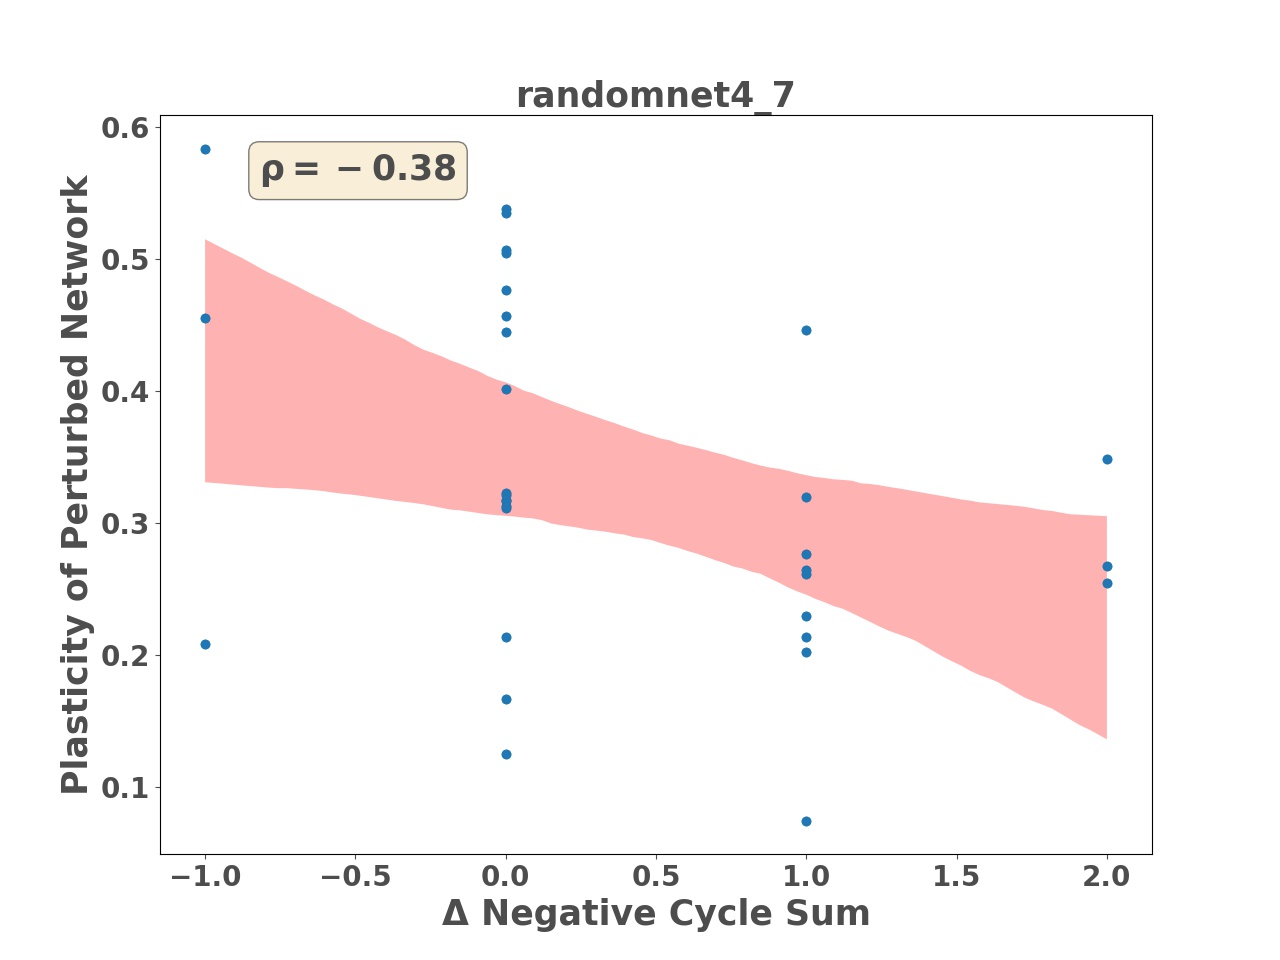 randomnet4_7
ρ = − 0.38
Plasticity of Perturbed Network
0.6
0.5
0.4
0.3
0.2
0.1
−1.0 −0.5 0.0 0.5 1.0 1.5 2.0
Δ Negative Cycle Sum